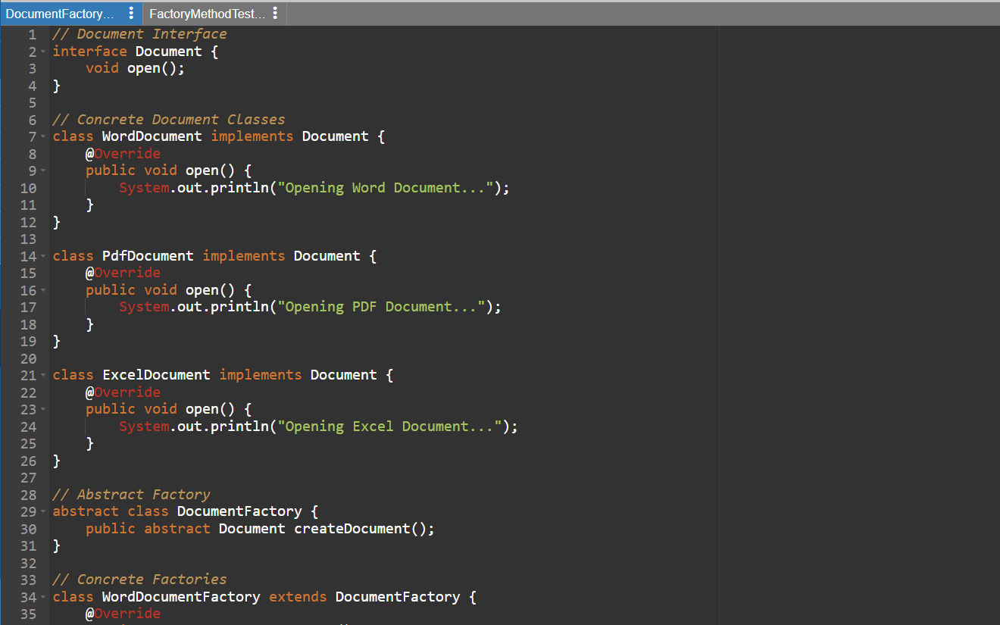 DocumentFactory...
FactoryMethodTest...
1 // Document Interface
2 interface Document {
3     void open();
4 }
5
6 // Concrete Document Classes
7 class WordDocument implements Document {
8     @Override
9     public void open() {
10         System.out.println("Opening Word Document...");
11     }
12 }
13
14 class PdfDocument implements Document {
15     @Override
16     public void open() {
17         System.out.println("Opening PDF Document...");
18     }
19 }
20
21 class ExcelDocument implements Document {
22     @Override
23     public void open() {
24         System.out.println("Opening Excel Document...");
25     }
26 }
27
28 // Abstract Factory
29 abstract class DocumentFactory {
30     public abstract Document createDocument();
31 }
32
33 // Concrete Factories
34 class WordDocumentFactory extends DocumentFactory {
35     @Override